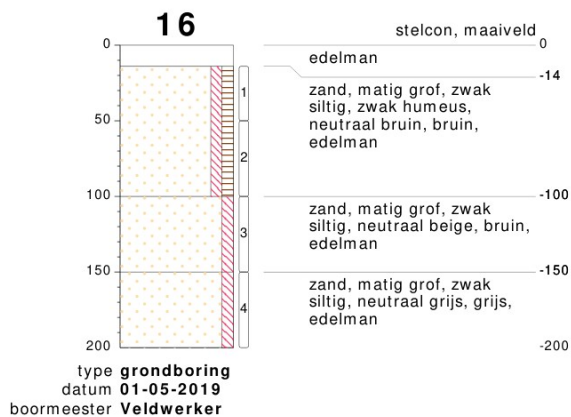 16
stelcon, maaiveld
0
0
edelman
-14
zand, matig grof, zwak
siltig, zwak humeus,
neutraal bruin, bruin,
edelman
1
50
2
100
-100
zand, matig grof, zwak
siltig, neutraal beige, bruin,
edelman
3
150
-150
zand, matig grof, zwak
siltig, neutraal grijs, grijs,
edelman
4
200
-200
type grondboring
datum 01-05-2019
boormeester Veldwerker